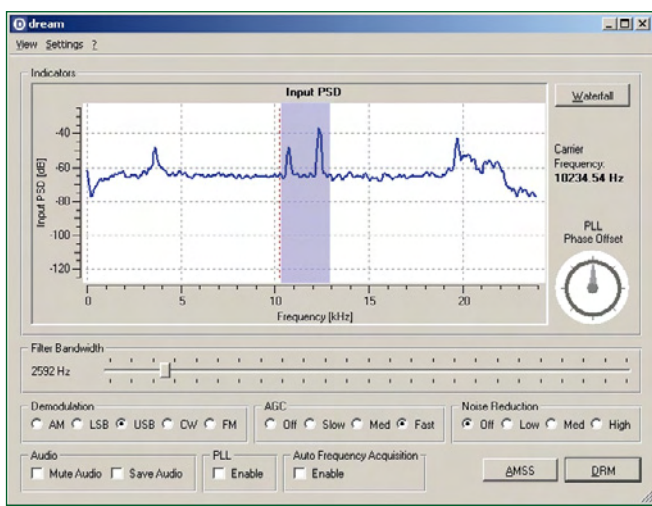 dream
View Settings ?
Indicators
Input PSD
Waterfall
Carrier
Frequency:
10234.54 Hz
PLL
Phase Offset
Input PSD [dB]
-40
-60
-80
-100
-120
0 5 10 15 20
Frequency [kHz]
Filter Bandwidth
2592 Hz
Demodulation
AM LSB USB CW FM
AGC
Off Slow Med Fast
Noise Reduction
Off Low Med High
Audio
Mute Audio Save Audio
PLL
Enable
Auto Frequency Acquisition
Enable
AMSS
DRM